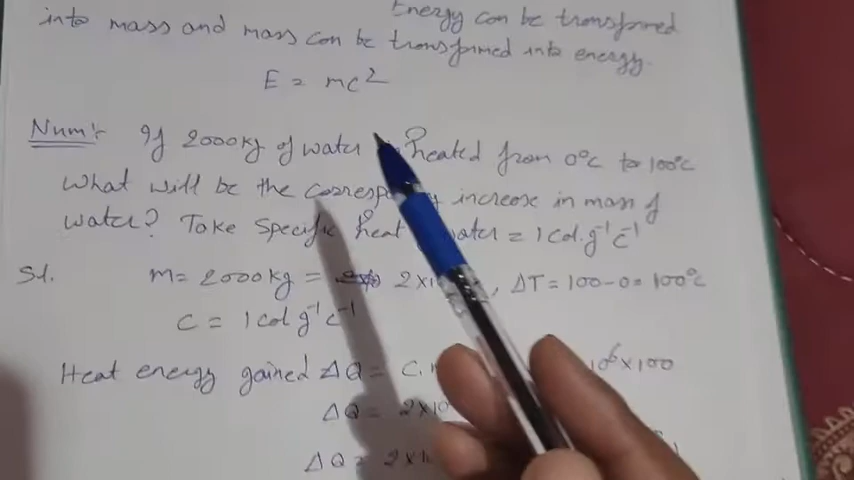 Energy can be transformed
into mass and mass can be transformed into energy.
E = mc²
Num:- If 2000kg of water heated from 0°C to 100°C
What will be the increase in mass of
water? Take Specific heat water = 1 Cal.g⁻¹ C⁻¹
Sol. m = 2000kg = 2×1 , ΔT = 100-0 = 100°C
C = 1 Cal g⁻¹ C⁻¹
Heat energy gained ΔQ = C. 10⁶×100
ΔQ = 2×10
ΔQ = 2×1